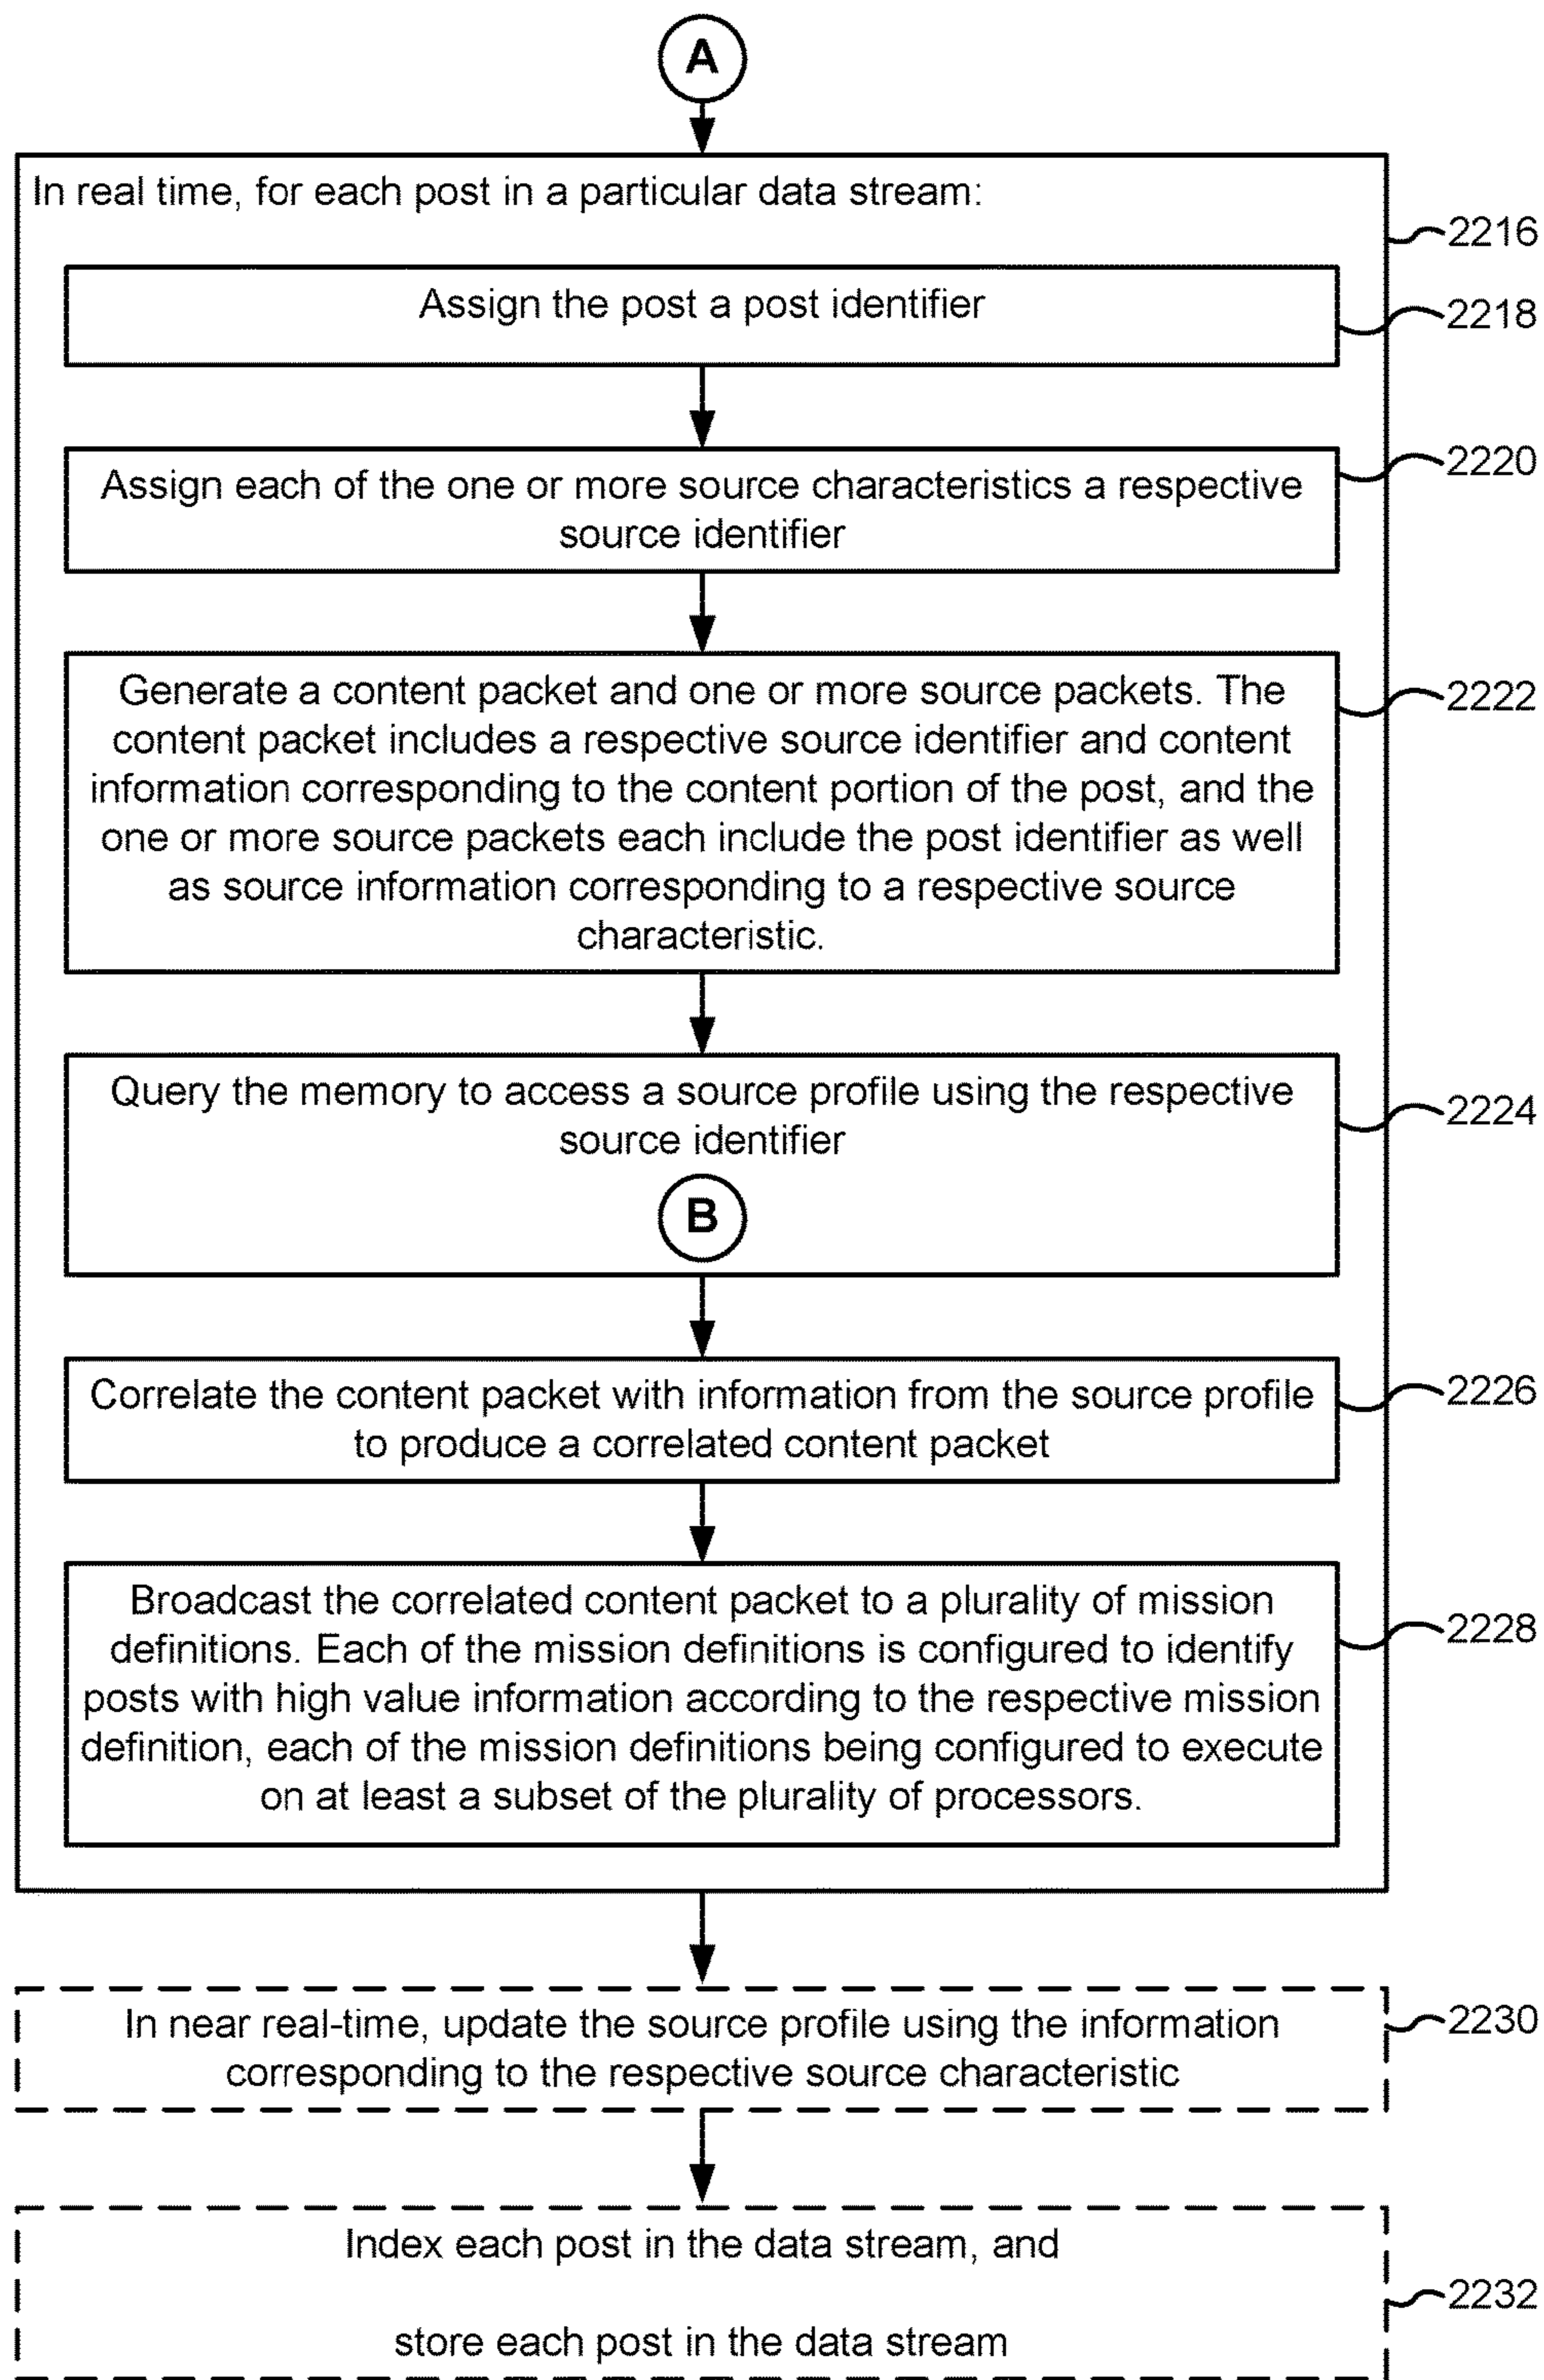 A
In real time, for each post in a particular data stream:
2216
Assign the post a post identifier
2218
Assign each of the one or more source characteristics a respective
source identifier
2220
Generate a content packet and one or more source packets. The
content packet includes a respective source identifier and content
information corresponding to the content portion of the post, and the
one or more source packets each include the post identifier as well
as source information corresponding to a respective source
characteristic.
2222
Query the memory to access a source profile using the respective
source identifier
2224
B
Correlate the content packet with information from the source profile
to produce a correlated content packet
2226
Broadcast the correlated content packet to a plurality of mission
definitions. Each of the mission definitions is configured to identify
posts with high value information according to the respective mission
definition, each of the mission definitions being configured to execute
on at least a subset of the plurality of processors.
2228
In near real-time, update the source profile using the information
corresponding to the respective source characteristic
2230
Index each post in the data stream, and
store each post in the data stream
2232